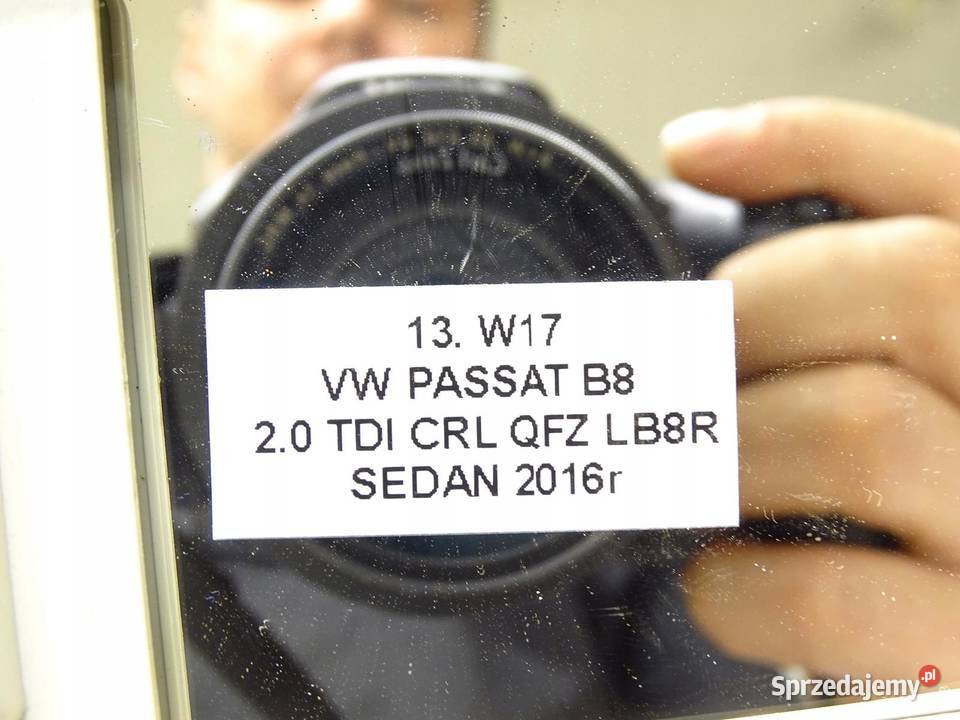 13. W17
VW PASSAT B8
2.0 TDI CRL QFZ LB8R
SEDAN 2016r
Sprzedajemy.pl